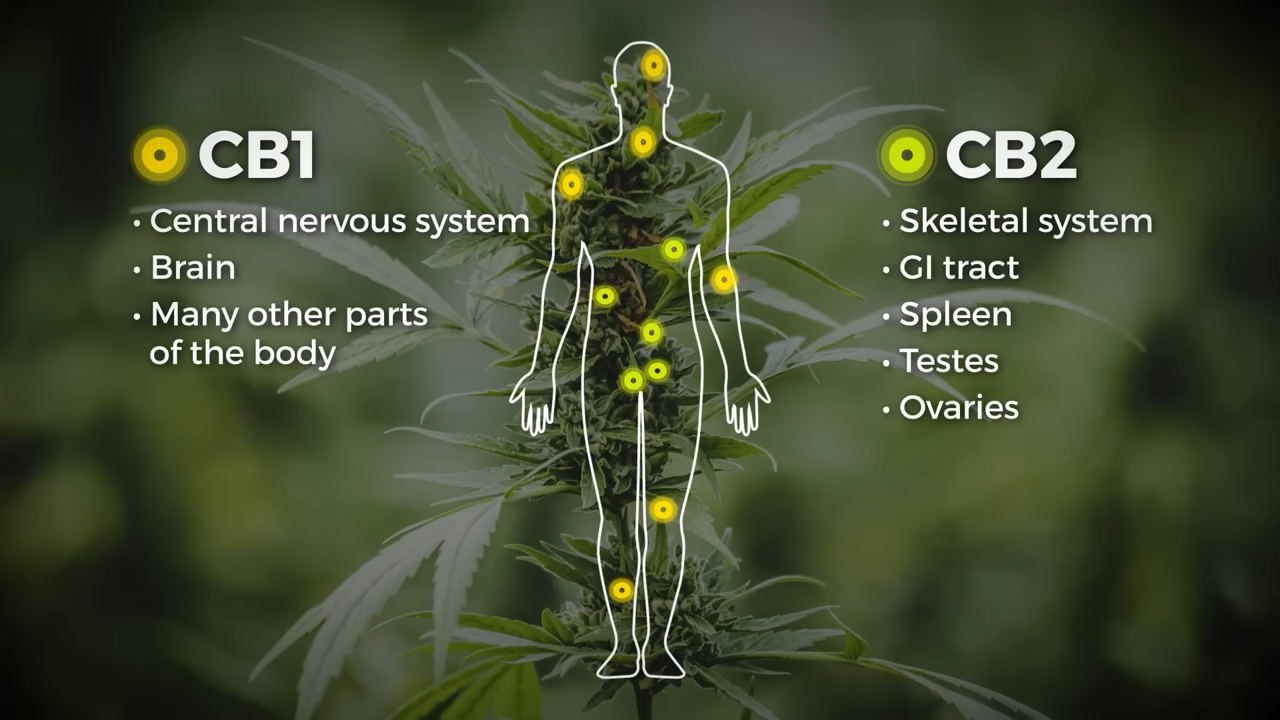 CB1
• Central nervous system
• Brain
• Many other parts
of the body
CB2
• Skeletal system
• GI tract
• Spleen
• Testes
• Ovaries